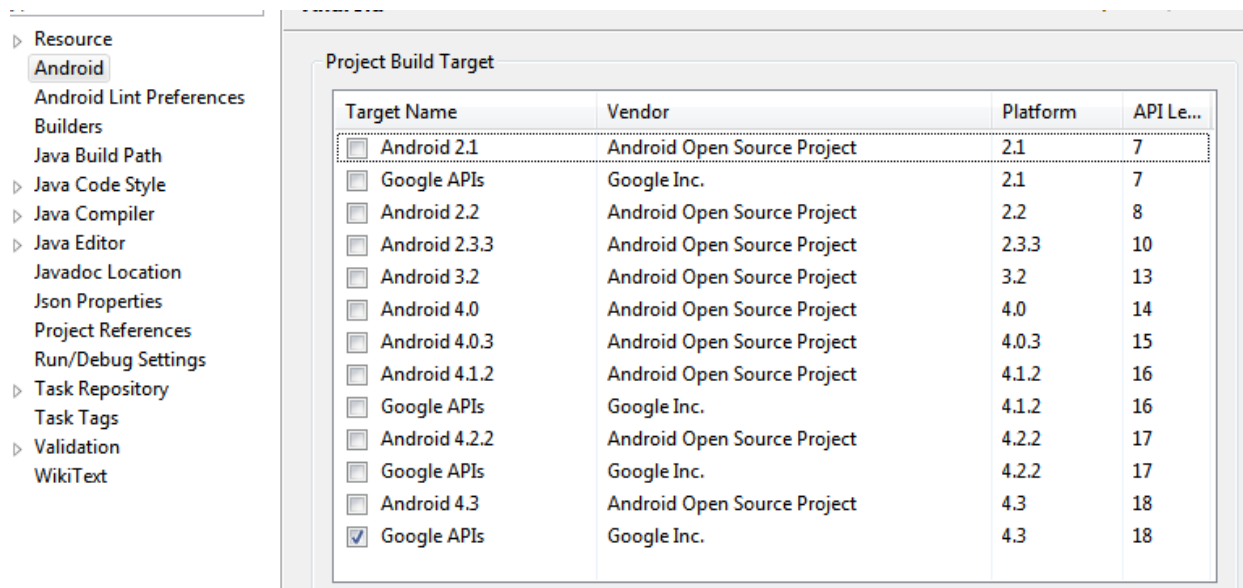 Resource
Android
Android Lint Preferences
Builders
Java Build Path
Java Code Style
Java Compiler
Java Editor
Javadoc Location
Json Properties
Project References
Run/Debug Settings
Task Repository
Task Tags
Validation
WikiText
Project Build Target
Target Name Vendor Platform API Le...
Android 2.1 Android Open Source Project 2.1 7
Google APIs Google Inc. 2.1 7
Android 2.2 Android Open Source Project 2.2 8
Android 2.3.3 Android Open Source Project 2.3.3 10
Android 3.2 Android Open Source Project 3.2 13
Android 4.0 Android Open Source Project 4.0 14
Android 4.0.3 Android Open Source Project 4.0.3 15
Android 4.1.2 Android Open Source Project 4.1.2 16
Google APIs Google Inc. 4.1.2 16
Android 4.2.2 Android Open Source Project 4.2.2 17
Google APIs Google Inc. 4.2.2 17
Android 4.3 Android Open Source Project 4.3 18
Google APIs Google Inc. 4.3 18